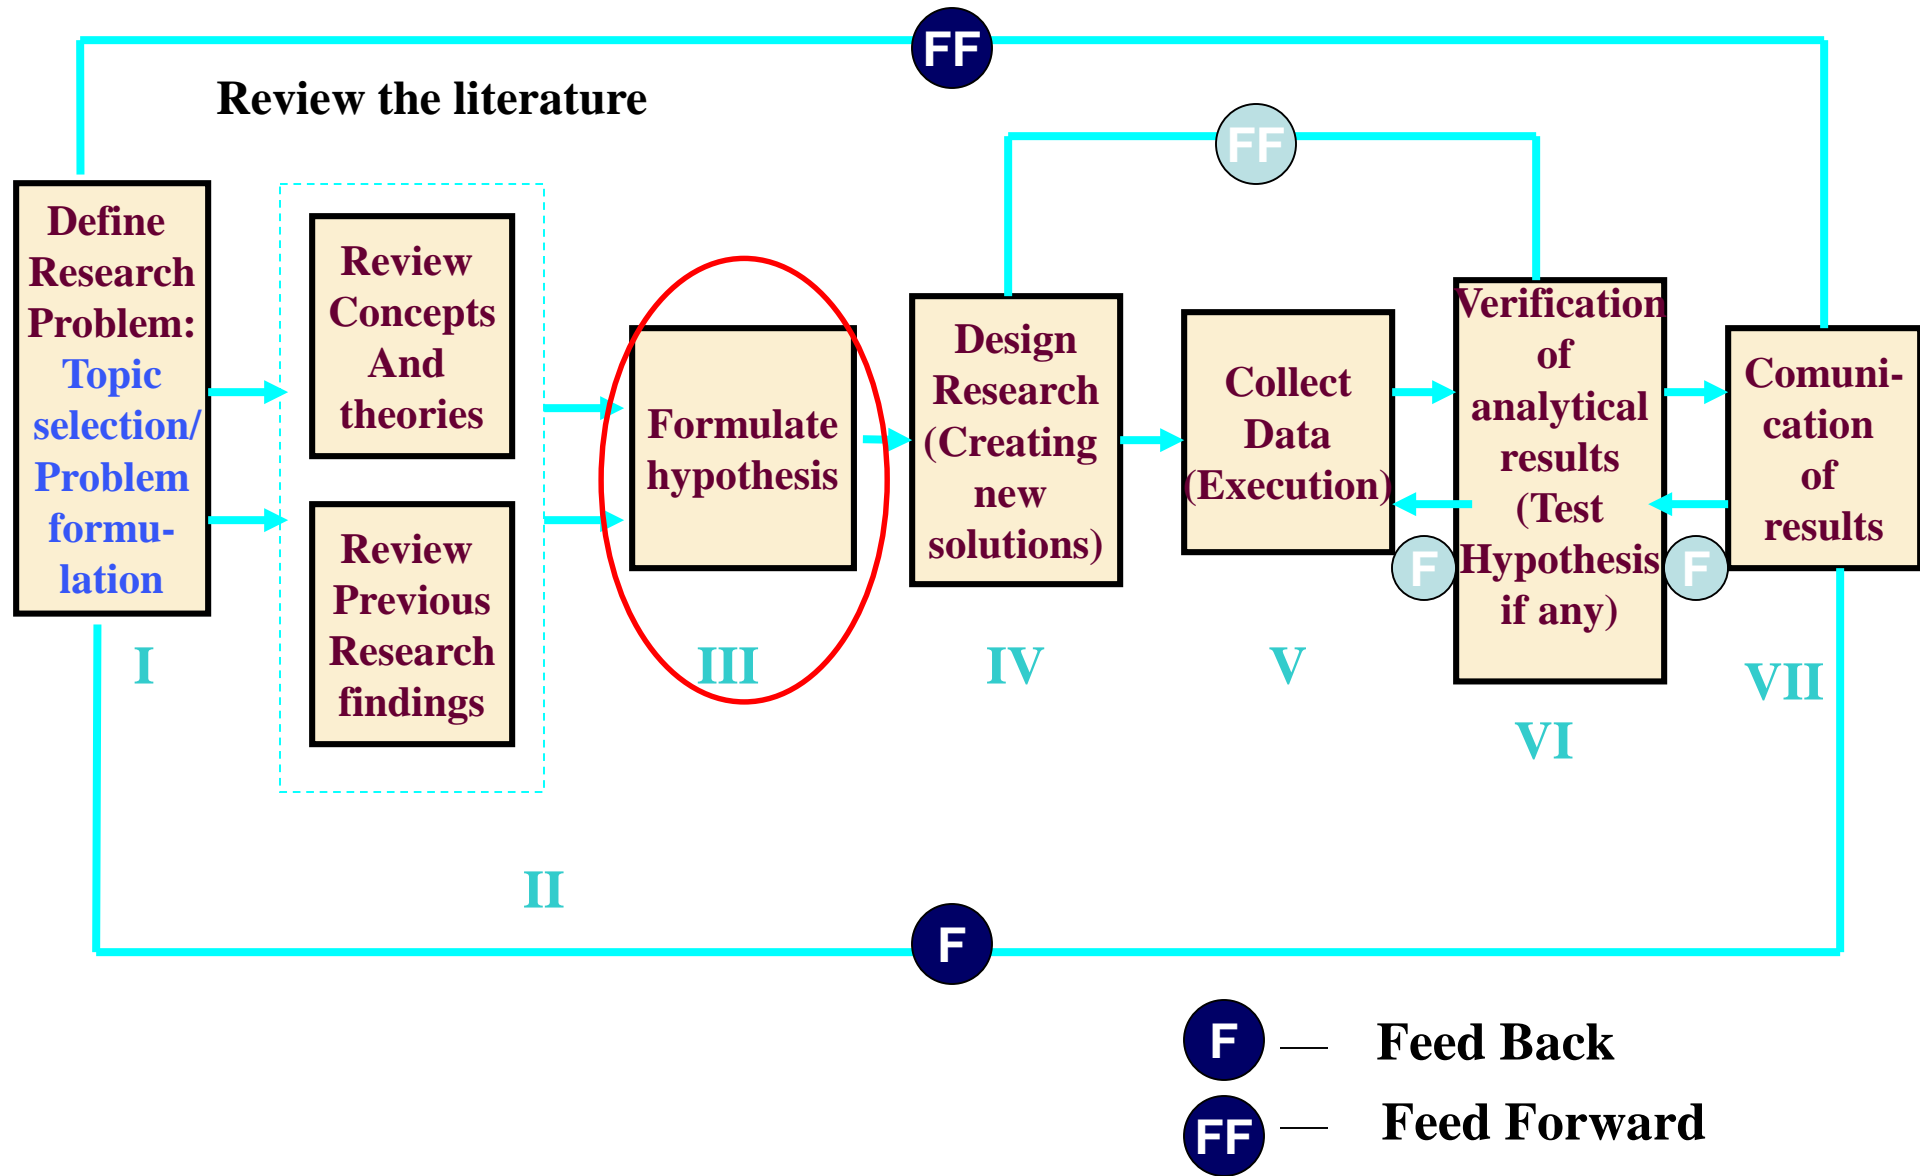 FF
Review the literature
FF
Define
Research
Problem:
Topic
selection/
Problem
formu-
lation
I
Review
Concepts
And
theories
Review
Previous
Research
findings
II
Formulate
hypothesis
III
Design
Research
(Creating
new
solutions)
IV
Collect
Data
(Execution)
V
F
Verification
of
analytical
results
(Test
Hypothesis
if any)
VI
F
Comuni-
cation
of
results
VII
F
F — Feed Back
FF — Feed Forward